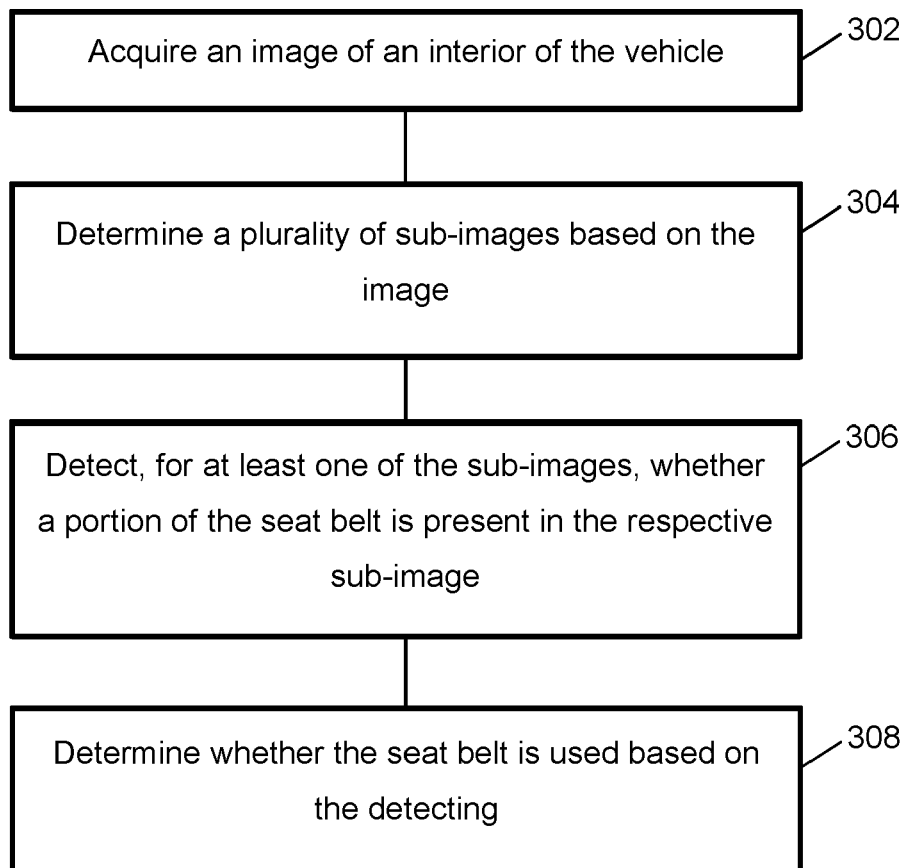 Acquire an image of an interior of the vehicle
302
Determine a plurality of sub-images based on the
image
304
Detect, for at least one of the sub-images, whether
a portion of the seat belt is present in the respective
sub-image
306
Determine whether the seat belt is used based on
the detecting
308